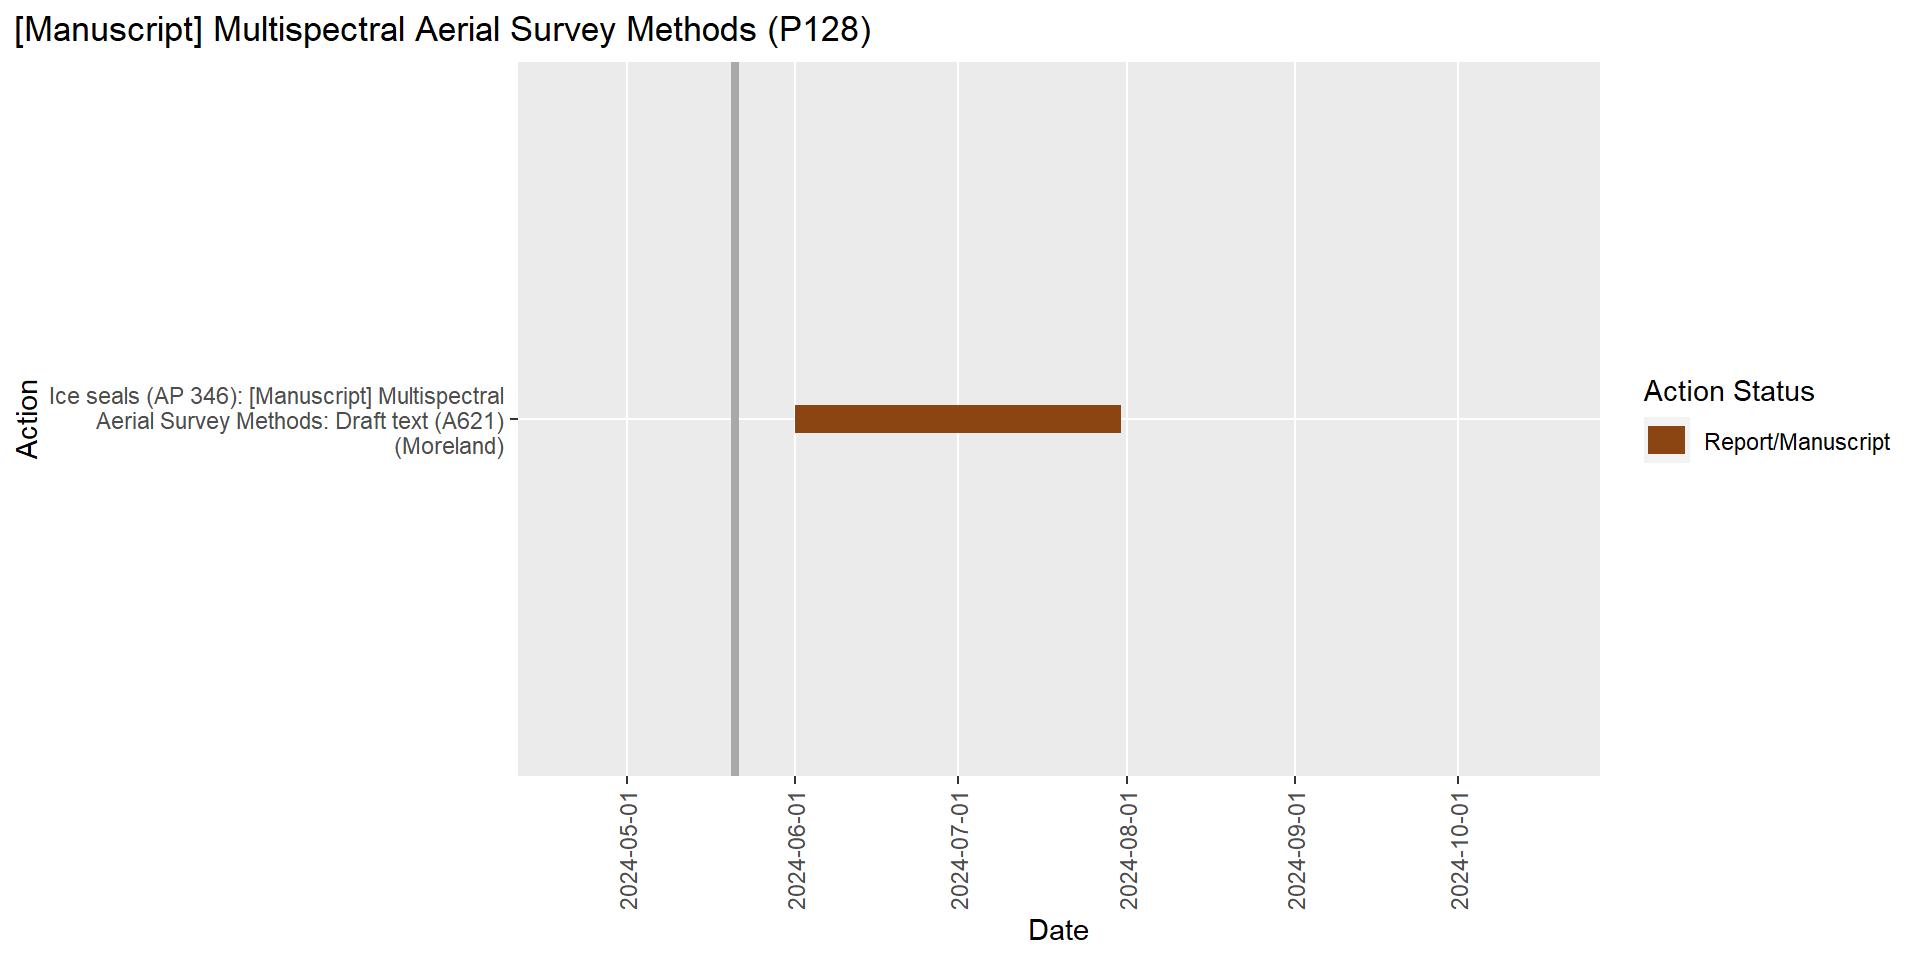 [Manuscript] Multispectral Aerial Survey Methods (P128)
Action
Ice seals (AP 346): [Manuscript] Multispectral
Aerial Survey Methods: Draft text (A621)
(Moreland)
Action Status
Report/Manuscript
2024-05-01
2024-06-01
2024-07-01
2024-08-01
2024-09-01
2024-10-01
Date